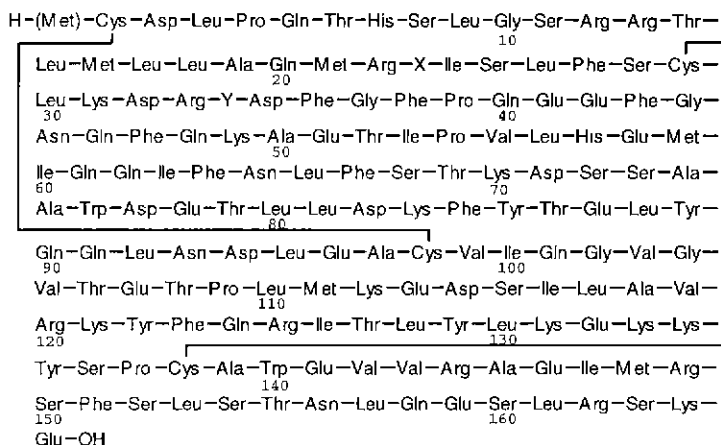 H-(Met)-Cys-Asp-Leu-Pro-Gln-Thr-His-Ser-Leu-Gly-Ser-Arg-Arg-Thr-
10
Leu-Met-Leu-Leu-Ala-Gln-Met-Arg-X-Ile-Ser-Leu-Phe-Ser-Cys-
20
Leu-Lys-Asp-Arg-Y-Asp-Phe-Gly-Phe-Pro-Gln-Glu-Glu-Phe-Gly-
30 40
Asn-Gln-Phe-Gln-Lys-Ala-Glu-Thr-Ile-Pro-Val-Leu-His-Glu-Met-
50
Ile-Gln-Gln-Ile-Phe-Asn-Leu-Phe-Ser-Thr-Lys-Asp-Ser-Ser-Ala-
60 70
Ala-Trp-Asp-Glu-Thr-Leu-Leu-Asp-Lys-Phe-Tyr-Thr-Glu-Leu-Tyr-
80
Gln-Gln-Leu-Asn-Asp-Leu-Glu-Ala-Cys-Val-Ile-Gln-Gly-Val-Gly-
90 100
Val-Thr-Glu-Thr-Pro-Leu-Met-Lys-Glu-Asp-Ser-Ile-Leu-Ala-Val-
110
Arg-Lys-Tyr-Phe-Gln-Arg-Ile-Thr-Leu-Tyr-Leu-Lys-Glu-Lys-Lys-
120 130
Tyr-Ser-Pro-Cys-Ala-Trp-Glu-Val-Val-Arg-Ala-Glu-Ile-Met-Arg-
140
Ser-Phe-Ser-Leu-Ser-Thr-Asn-Leu-Gln-Glu-Ser-Leu-Arg-Ser-Lys-
150 160
Glu-OH